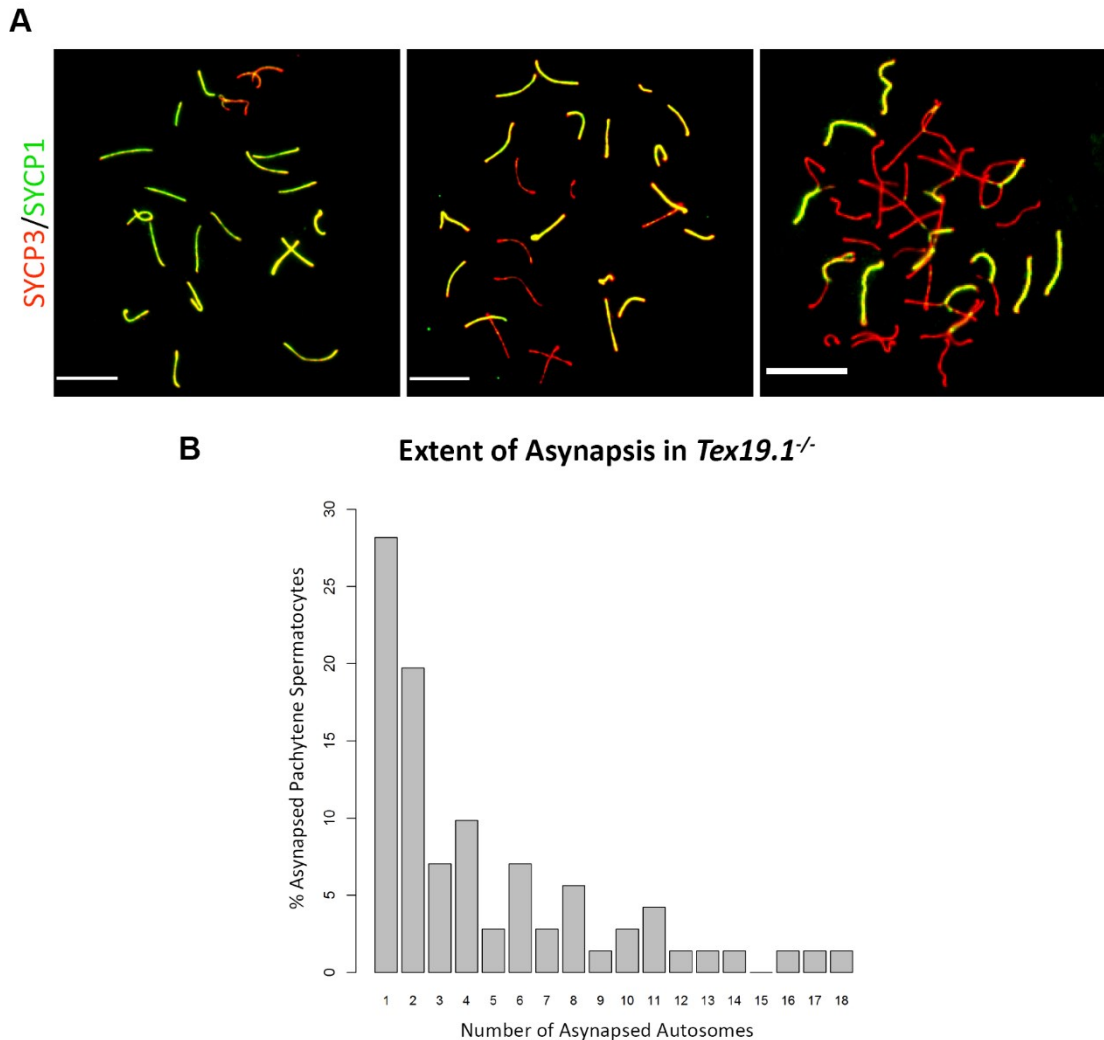 A
SYCP3/SYCP1
B
Extent of Asynapsis in Tex19.1-/-
% Asynapsed Pachytene Spermatocytes
30
25
20
15
10
5
0
1 2 3 4 5 6 7 8 9 10 11 12 13 14 15 16 17 18
Number of Asynapsed Autosomes